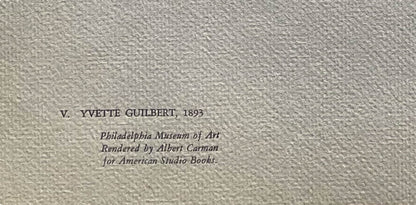 V. YVETTE GUILBERT, 1893
Philadelphia Museum of Art
Rendered by Albert Carman
for American Studio Books.